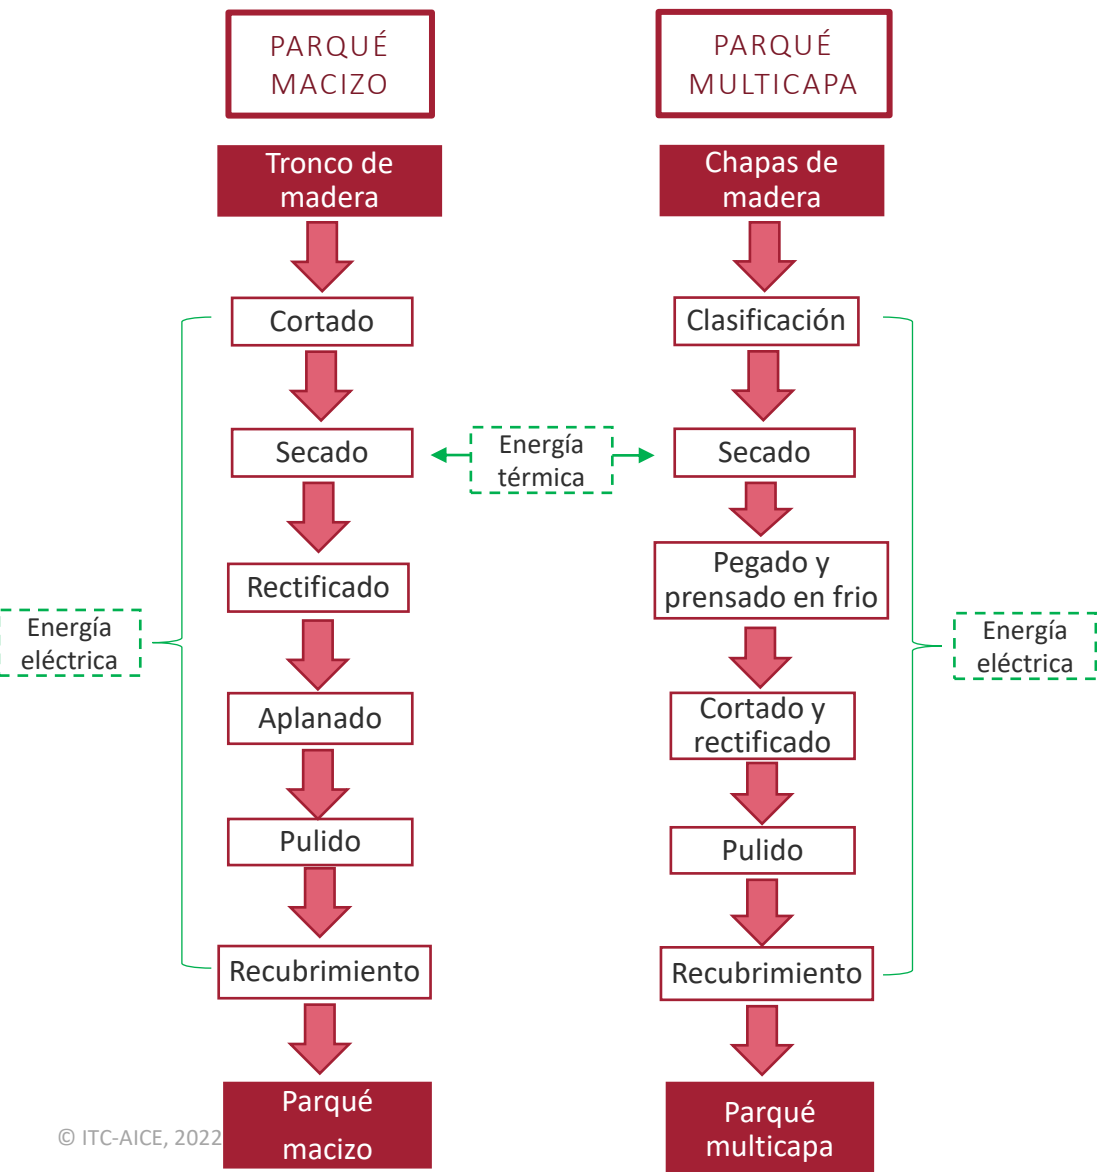 PARQUÉ
MACIZO
Tronco de
madera
Cortado
Secado
Rectificado
Aplanado
Pulido
Recubrimiento
Parqué
macizo
Energía
eléctrica
Energía
térmica
PARQUÉ
MULTICAPA
Chapas de
madera
Clasificación
Secado
Pegado y
prensado en frio
Cortado y
rectificado
Pulido
Recubrimiento
Parqué
multicapa
Energía
eléctrica
© ITC-AICE, 2022